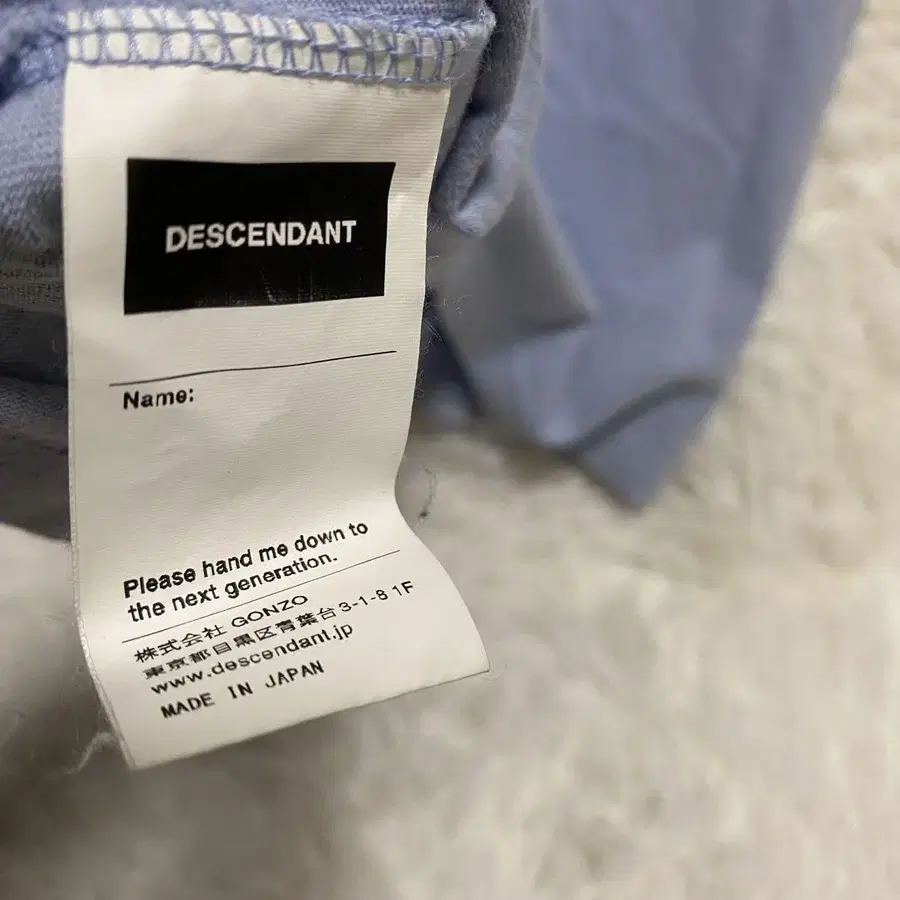 DESCENDANT
Name:
Please hand me down to
the next generation.
株式会社 GONZO
東京都目黒区青葉台3-1-8 1F
www.descendant.jp
MADE IN JAPAN